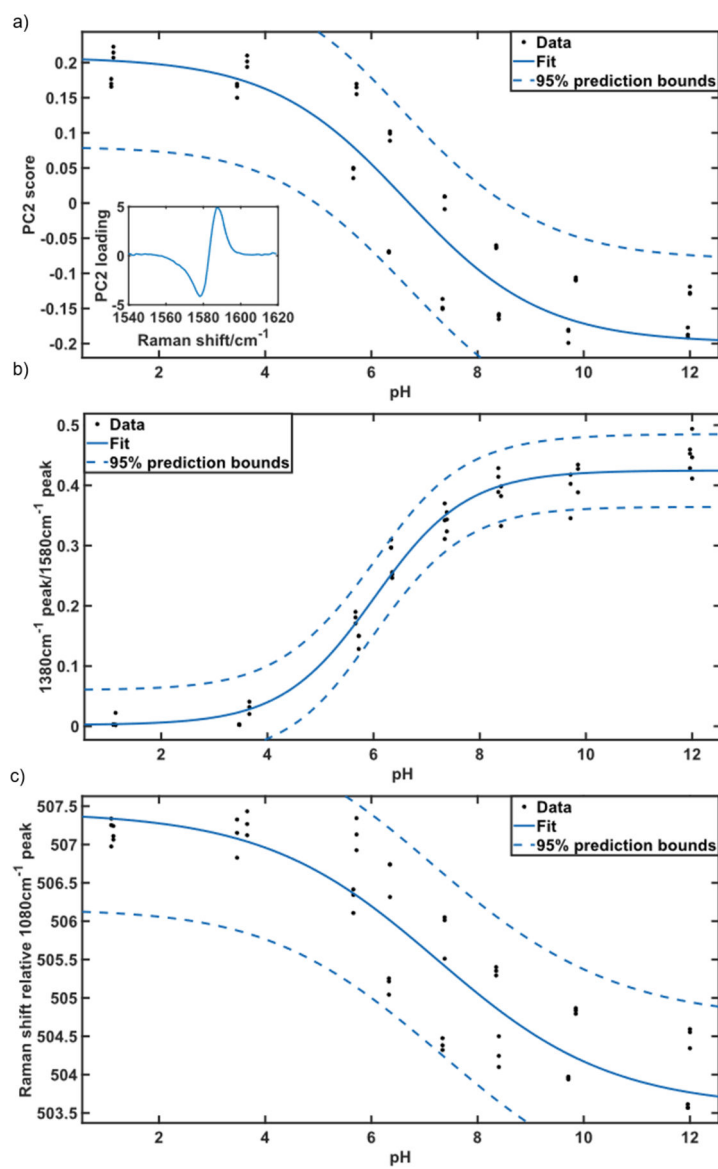 a)
0.2
0.15
0.1
0.05
0
-0.05
-0.1
-0.15
-0.2
PC2 score
Data
Fit
95% prediction bounds
5
0
-5
PC2 loading
1540 1560 1580 1600 1620
Raman shift/cm-1
2 4 6 8 10 12
pH
b)
0.5
0.4
0.3
0.2
0.1
0
1380cm-1 peak/1580cm-1 peak
Data
Fit
95% prediction bounds
2 4 6 8 10 12
pH
c)
507.5
507
506.5
506
505.5
505
504.5
504
503.5
Raman shift relative 1080cm-1 peak
Data
Fit
95% prediction bounds
2 4 6 8 10 12
pH